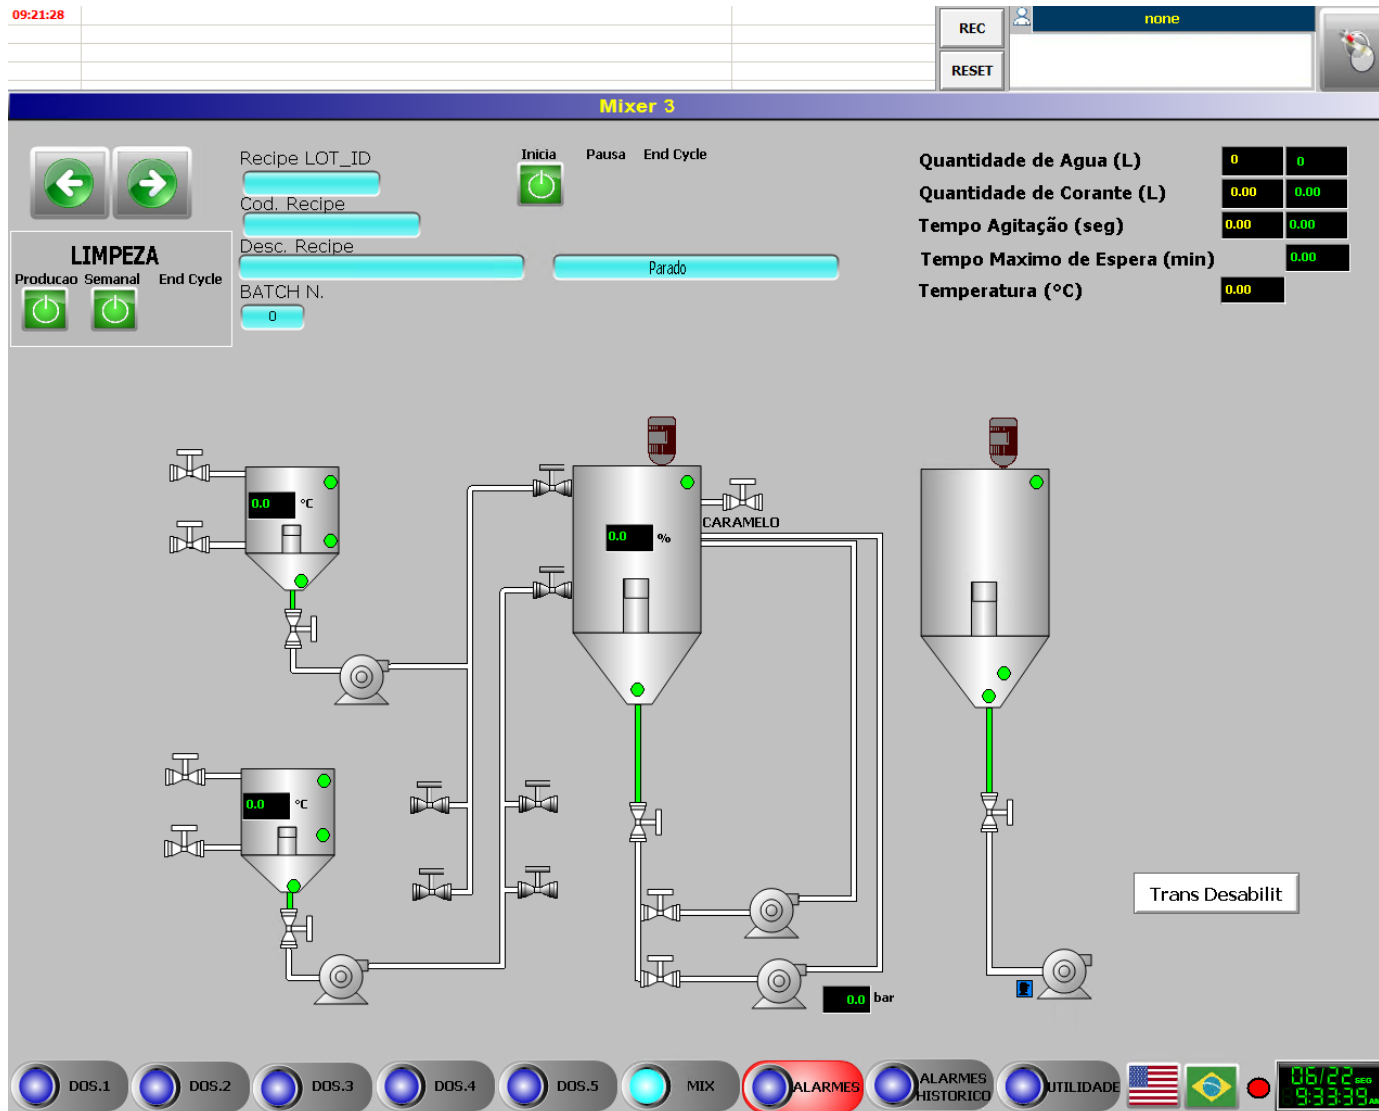 09:21:28
REC
none
RESET
Mixer 3
Recipe LOT_ID
Inicia Pausa End Cycle
Quantidade de Agua (L) 0 0
Cod. Recipe
Quantidade de Corante (L) 0.00 0.00
Tempo Agitação (seg) 0.00 0.00
LIMPEZA
Desc. Recipe
Parado
Tempo Maximo de Espera (min) 0.00
Producao Semanal End Cycle
BATCH N.
Temperatura (°C) 0.00
0
0.0 °C
CARAMELO
0.0 %
0.0 °C
Trans Desabilit
0.0 bar
DOS.1 DOS.2 DOS.3 DOS.4 DOS.5 MIX ALARMES ALARMES HISTORICO UTILIDADE
06/22 SEG
9:33:39 AM